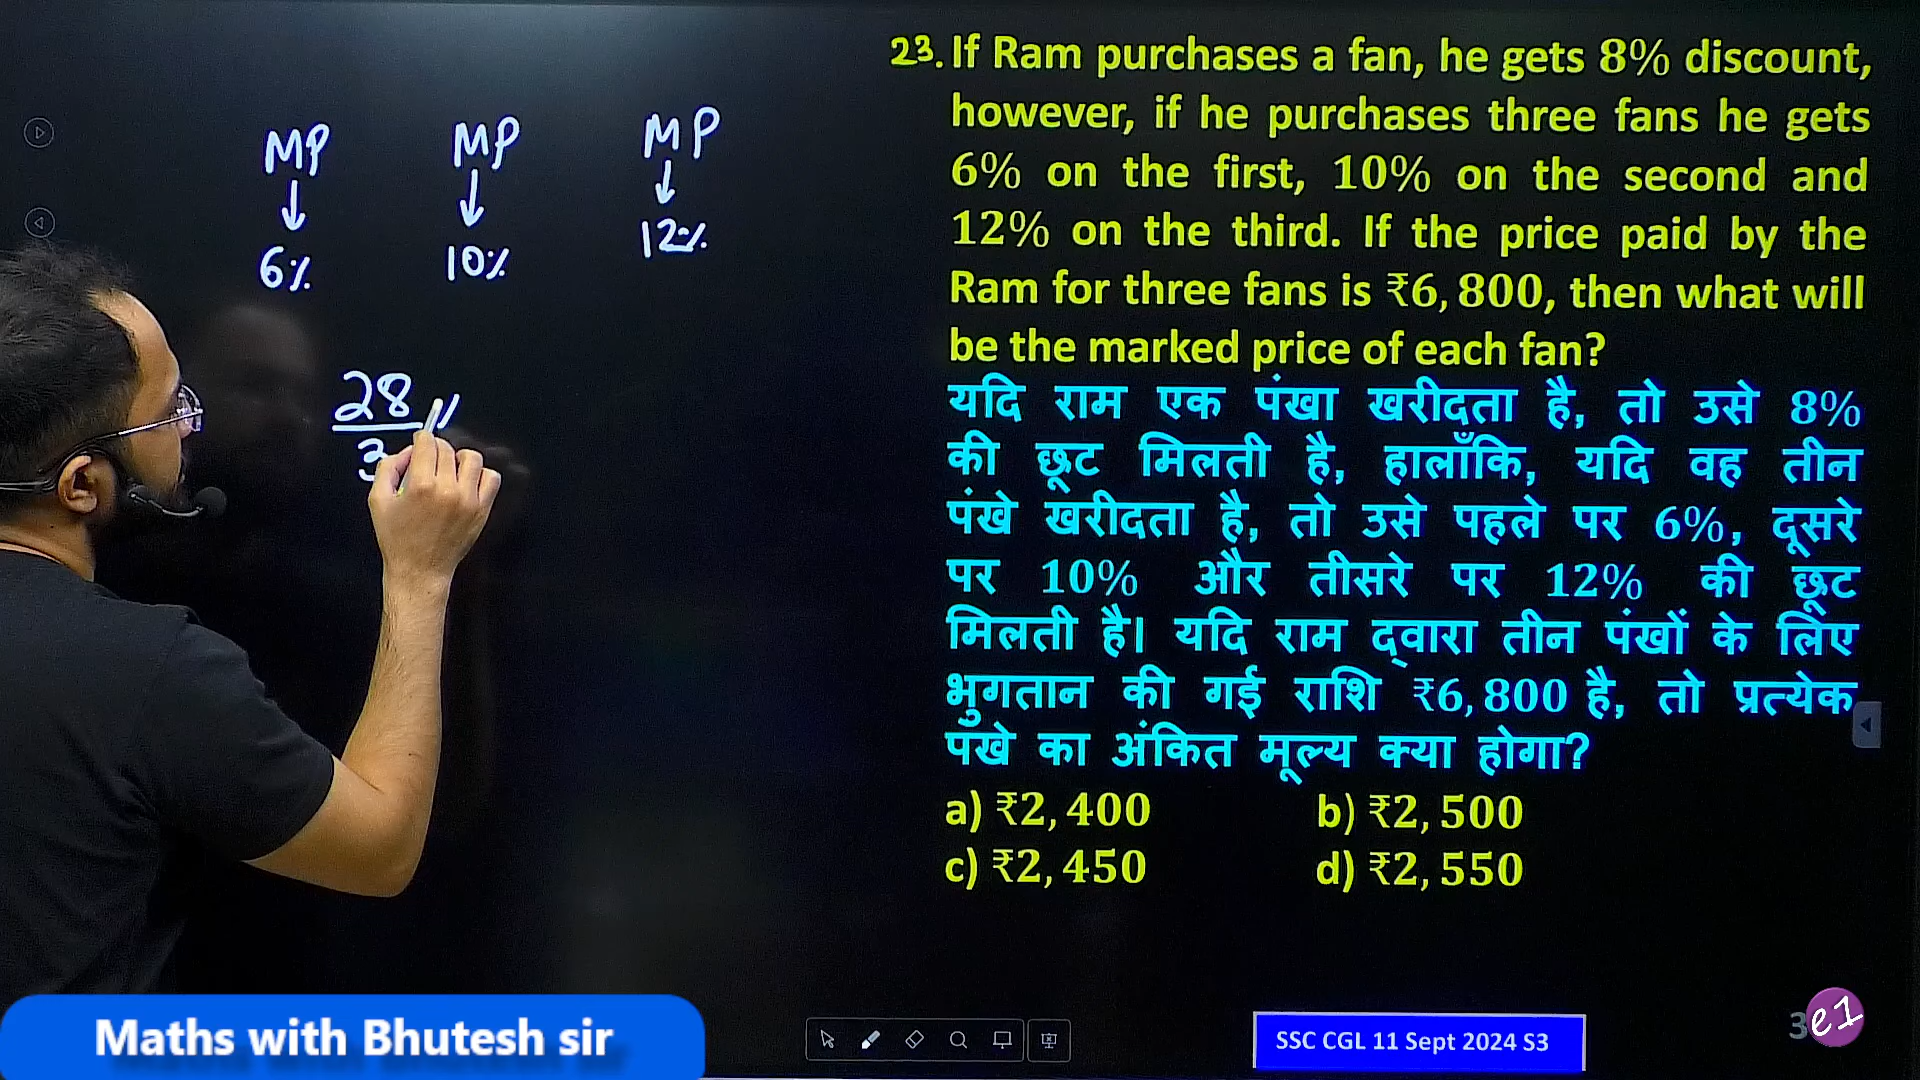 23. If Ram purchases a fan, he gets 8% discount,
however, if he purchases three fans he gets
6% on the first, 10% on the second and
12% on the third. If the price paid by the
Ram for three fans is ₹6,800, then what will
be the marked price of each fan?
यदि राम एक पंखा खरीदता है, तो उसे 8%
की छूट मिलती है, हालाँकि, यदि वह तीन
पंखे खरीदता है, तो उसे पहले पर 6%, दूसरे
पर 10% और तीसरे पर 12% की छूट
मिलती है। यदि राम द्वारा तीन पंखों के लिए
भुगतान की गई राशि ₹6,800 है, तो प्रत्येक
पंखे का अंकित मूल्य क्या होगा?
a) ₹2,400 b) ₹2,500
c) ₹2,450 d) ₹2,550
MP MP MP
6% 10% 12%
28
3
Maths with Bhutesh sir
SSC CGL 11 Sept 2024 S3
e1